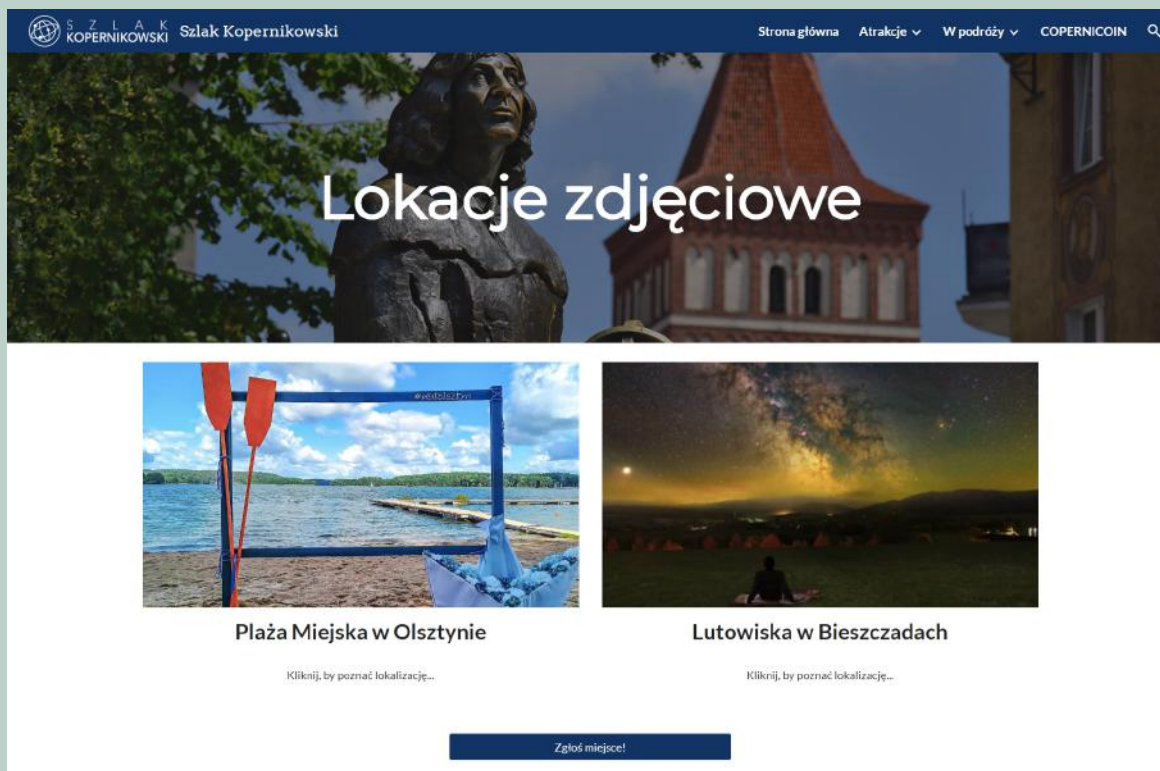 SZLAK
KOPERNIKOWSKI
Szlak Kopernikowski
Strona główna
Atrakcje
W podróży
COPERNICOIN
Lokacje zdjęciowe
Plaża Miejska w Olsztynie
Lutowiska w Bieszczadach
Kliknij, by poznać lokalizację...
Kliknij, by poznać lokalizację...
Zgłoś miejsce!